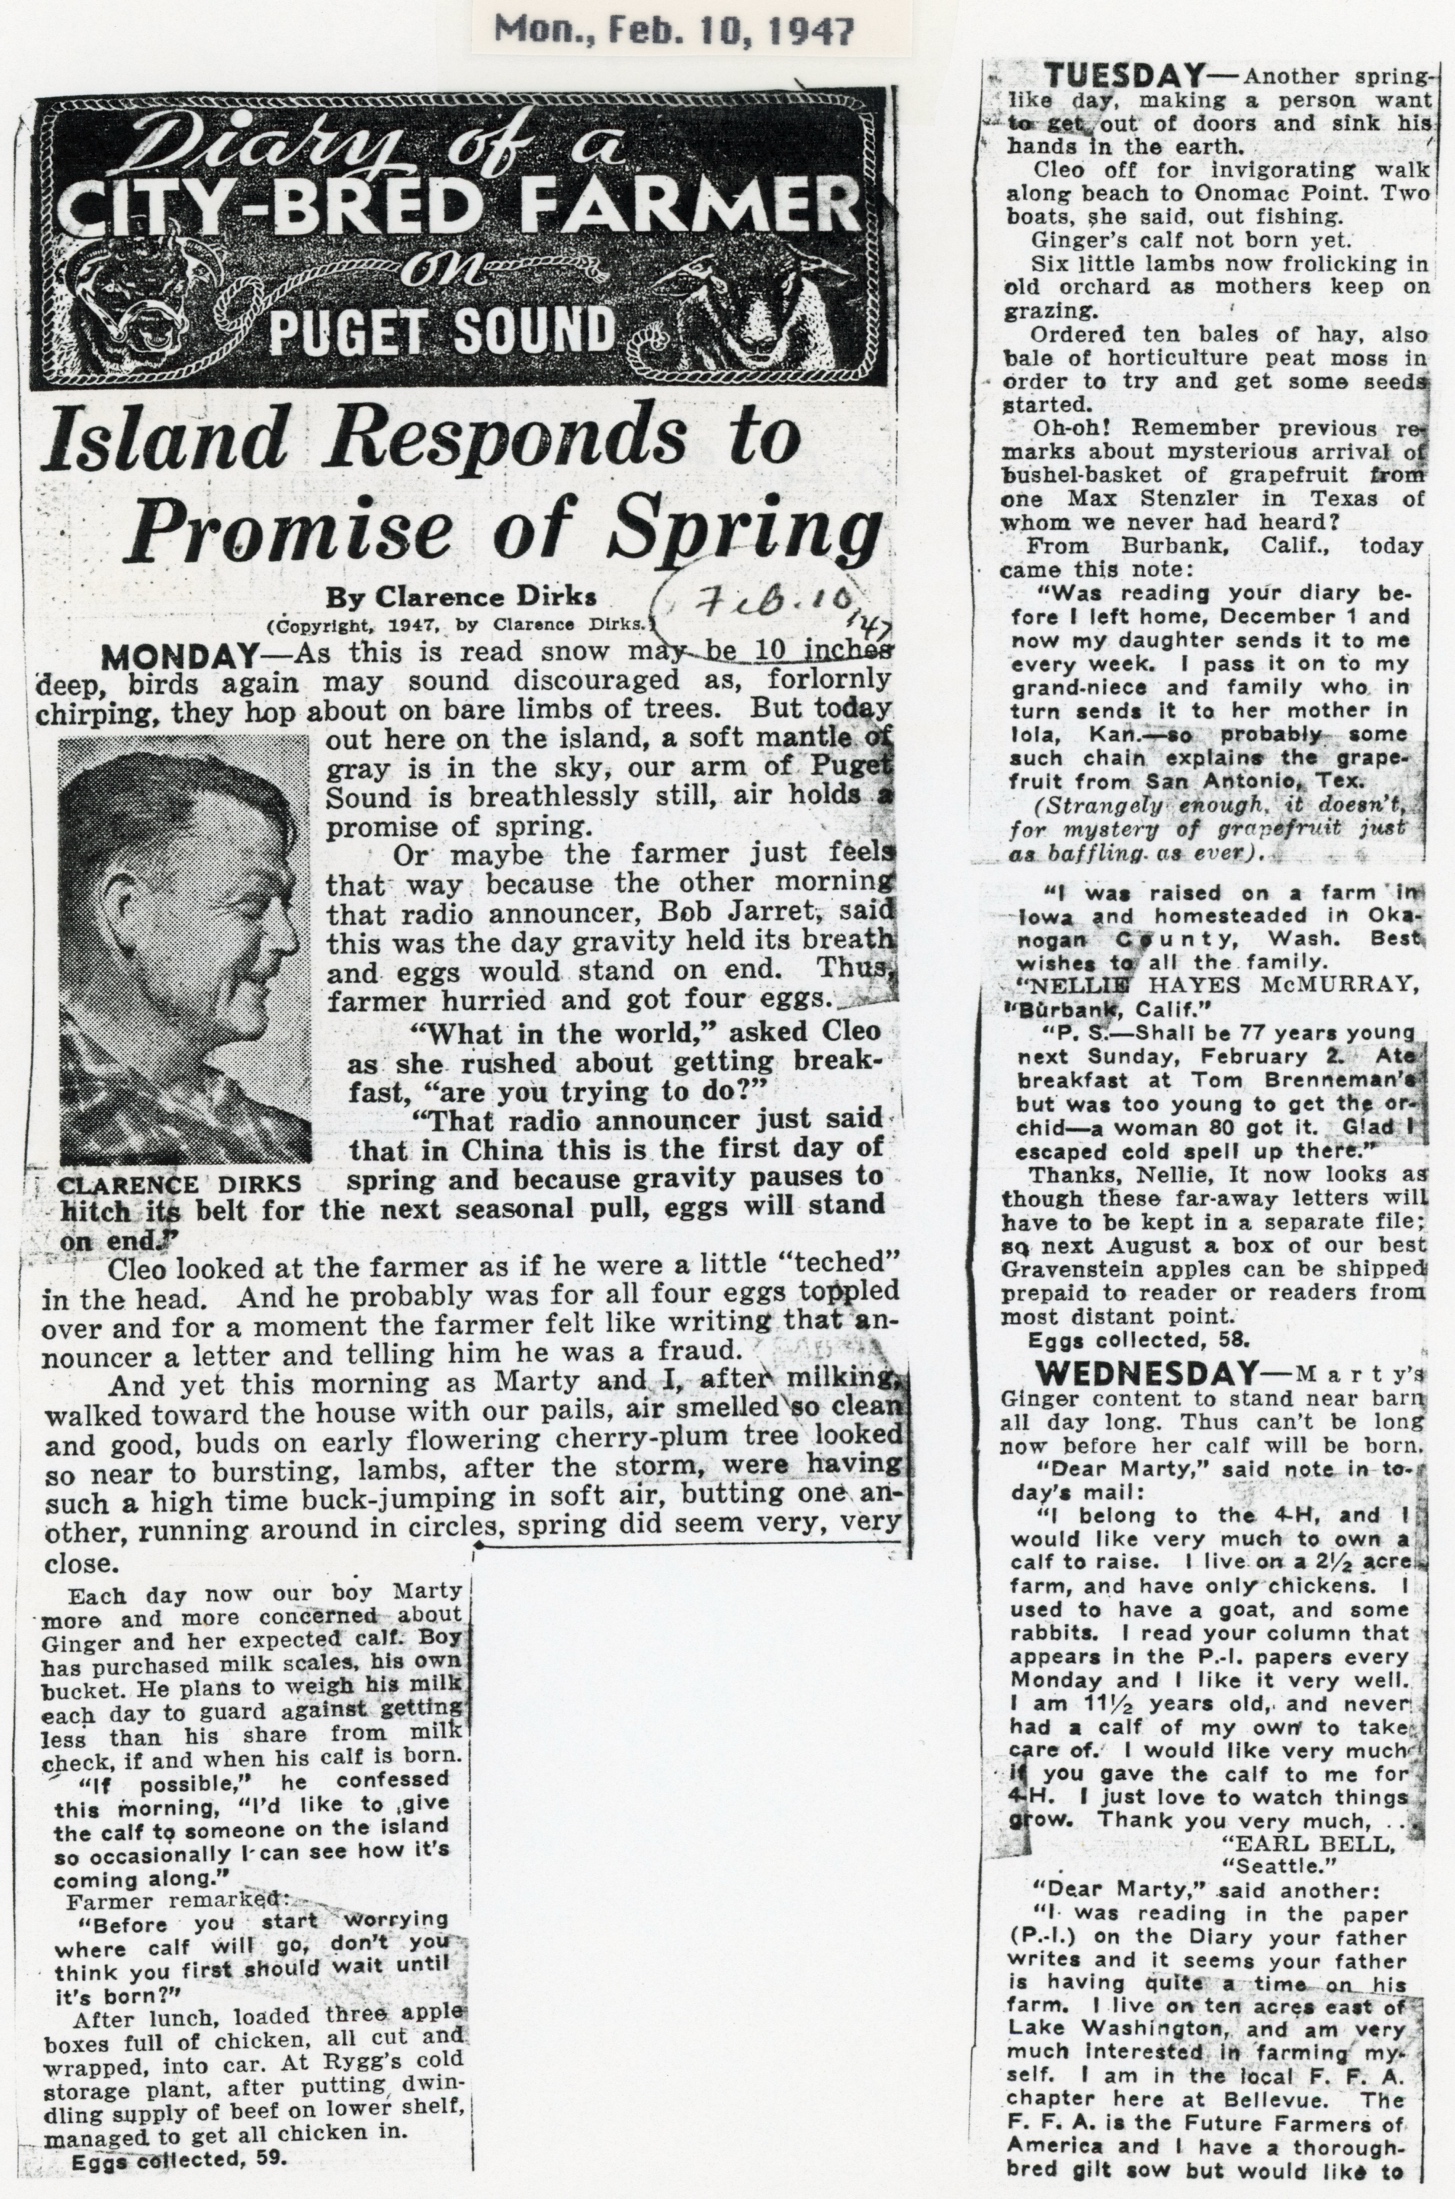 Mon., Feb. 10, 1947
Diary of a
CITY-BRED FARMER
on
PUGET SOUND
Island Responds to
Promise of Spring
By Clarence Dirks
(Copyright, 1947, by Clarence Dirks.)
Feb. 10, '47
MONDAY—As this is read snow may be 10 inches
deep, birds again may sound discouraged as, forlornly
chirping, they hop about on bare limbs of trees. But today
out here on the island, a soft mantle of
gray is in the sky, our arm of Puget
Sound is breathlessly still, air holds a
promise of spring.
Or maybe the farmer just feels
that way because the other morning
that radio announcer, Bob Jarret, said
this was the day gravity held its breath
and eggs would stand on end. Thus,
farmer hurried and got four eggs.
"What in the world," asked Cleo
as she rushed about getting break-
fast, "are you trying to do?"
"That radio announcer just said
that in China this is the first day of
CLARENCE DIRKS
spring and because gravity pauses to
hitch its belt for the next seasonal pull, eggs will stand
on end."
Cleo looked at the farmer as if he were a little "teched"
in the head. And he probably was for all four eggs toppled
over and for a moment the farmer felt like writing that an-
nouncer a letter and telling him he was a fraud.
And yet this morning as Marty and I, after milking,
walked toward the house with our pails, air smelled so clean
and good, buds on early flowering cherry-plum tree looked
so near to bursting, lambs, after the storm, were having
such a high time buck-jumping in soft air, butting one an-
other, running around in circles, spring did seem very, very
close.
Each day now our boy Marty
more and more concerned about
Ginger and her expected calf. Boy
has purchased milk scales, his own
bucket. He plans to weigh his milk
each day to guard against getting
less than his share from milk
check, if and when his calf is born.
"If possible," he confessed
this morning, "I'd like to give
the calf to someone on the island
so occasionally I can see how it's
coming along."
Farmer remarked:
"Before you start worrying
where calf will go, don't you
think you first should wait until
it's born?"
After lunch, loaded three apple
boxes full of chicken, all cut and
wrapped, into car. At Rygg's cold
storage plant, after putting dwin-
dling supply of beef on lower shelf,
managed to get all chicken in.
Eggs collected, 59.
TUESDAY—Another spring-
like day, making a person want
to get out of doors and sink his
hands in the earth.
Cleo off for invigorating walk
along beach to Onomac Point. Two
boats, she said, out fishing.
Ginger's calf not born yet.
Six little lambs now frolicking in
old orchard as mothers keep on
grazing.
Ordered ten bales of hay, also
bale of horticulture peat moss in
order to try and get some seeds
started.
Oh-oh! Remember previous re-
marks about mysterious arrival of
bushel-basket of grapefruit from
one Max Stenzler in Texas of
whom we never had heard?
From Burbank, Calif., today
came this note:
"Was reading your diary be-
fore I left home, December 1 and
now my daughter sends it to me
every week. I pass it on to my
grand-niece and family who in
turn sends it to her mother in
Iola, Kan.—so probably some
such chain explains the grape-
fruit from San Antonio, Tex.
(Strangely enough, it doesn't,
for mystery of grapefruit just
as baffling as ever).
"I was raised on a farm in
Iowa and homesteaded in Oka-
nogan County, Wash. Best
wishes to all the family.
"NELLIE HAYES McMURRAY,
"Burbank, Calif."
"P. S.—Shall be 77 years young
next Sunday, February 2. Ate
breakfast at Tom Brenneman's
but was too young to get the or-
chid—a woman 80 got it. Glad I
escaped cold spell up there."
Thanks, Nellie, It now looks as
though these far-away letters will
have to be kept in a separate file;
so next August a box of our best
Gravenstein apples can be shipped
prepaid to reader or readers from
most distant point.
Eggs collected, 58.
WEDNESDAY—Marty's
Ginger content to stand near barn
all day long. Thus can't be long
now before her calf will be born.
"Dear Marty," said note in to-
day's mail:
"I belong to the 4-H, and I
would like very much to own a
calf to raise. I live on a 2½ acre
farm, and have only chickens. I
used to have a goat, and some
rabbits. I read your column that
appears in the P.-I. papers every
Monday and I like it very well.
I am 11½ years old, and never
had a calf of my own to take
care of. I would like very much
if you gave the calf to me for
4-H. I just love to watch things
grow. Thank you very much, ...
"EARL BELL,
"Seattle."
"Dear Marty," said another:
"I was reading in the paper
(P.-I.) on the Diary your father
writes and it seems your father
is having quite a time on his
farm. I live on ten acres east of
Lake Washington, and am very
much interested in farming my-
self. I am in the local F. F. A.
chapter here at Bellevue. The
F. F. A. is the Future Farmers of
America and I have a thorough-
bred gilt sow but would like to